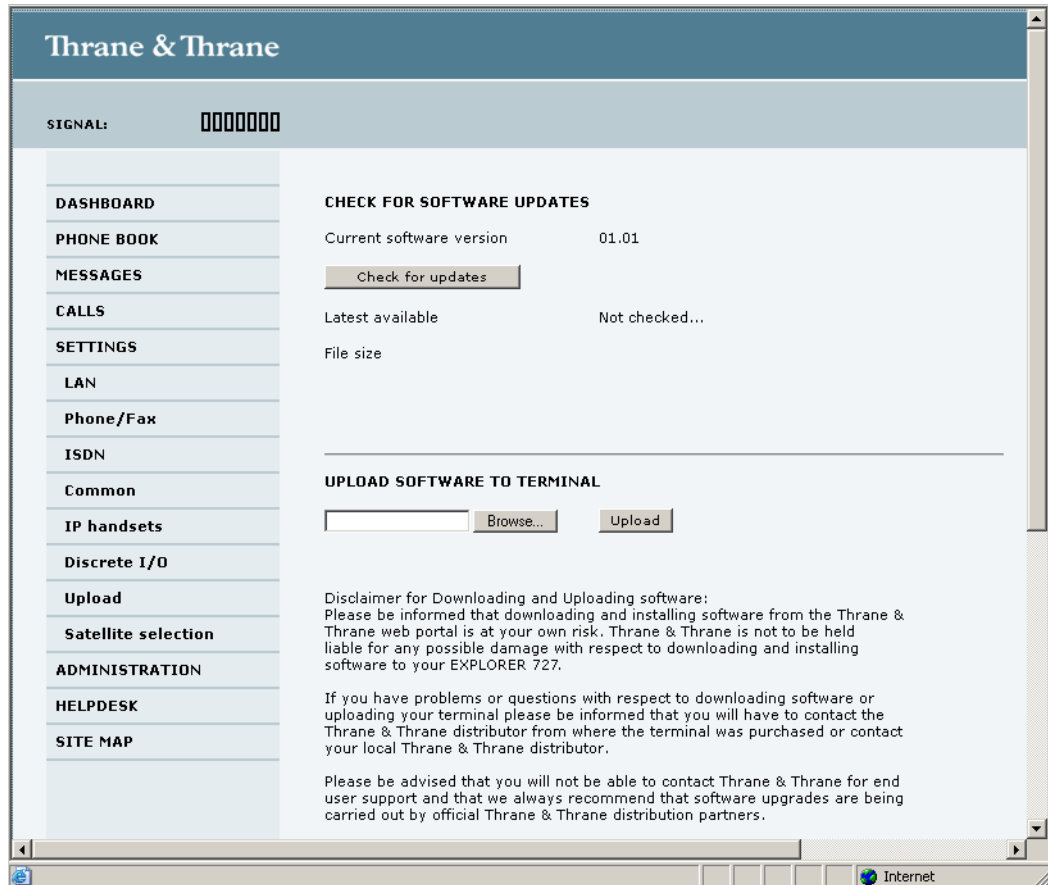 Thrane & Thrane
SIGNAL:
DASHBOARD
PHONE BOOK
MESSAGES
CALLS
SETTINGS
LAN
Phone/Fax
ISDN
Common
IP handsets
Discrete I/O
Upload
Satellite selection
ADMINISTRATION
HELPDESK
SITE MAP
CHECK FOR SOFTWARE UPDATES
Current software version 01.01
Check for updates
Latest available Not checked...
File size
UPLOAD SOFTWARE TO TERMINAL
Browse... Upload
Disclaimer for Downloading and Uploading software:
Please be informed that downloading and installing software from the Thrane &
Thrane web portal is at your own risk. Thrane & Thrane is not to be held
liable for any possible damage with respect to downloading and installing
software to your EXPLORER 727.
If you have problems or questions with respect to downloading software or
uploading your terminal please be informed that you will have to contact the
Thrane & Thrane distributor from where the terminal was purchased or contact
your local Thrane & Thrane distributor.
Please be advised that you will not be able to contact Thrane & Thrane for end
user support and that we always recommend that software upgrades are being
carried out by official Thrane & Thrane distribution partners.
Internet